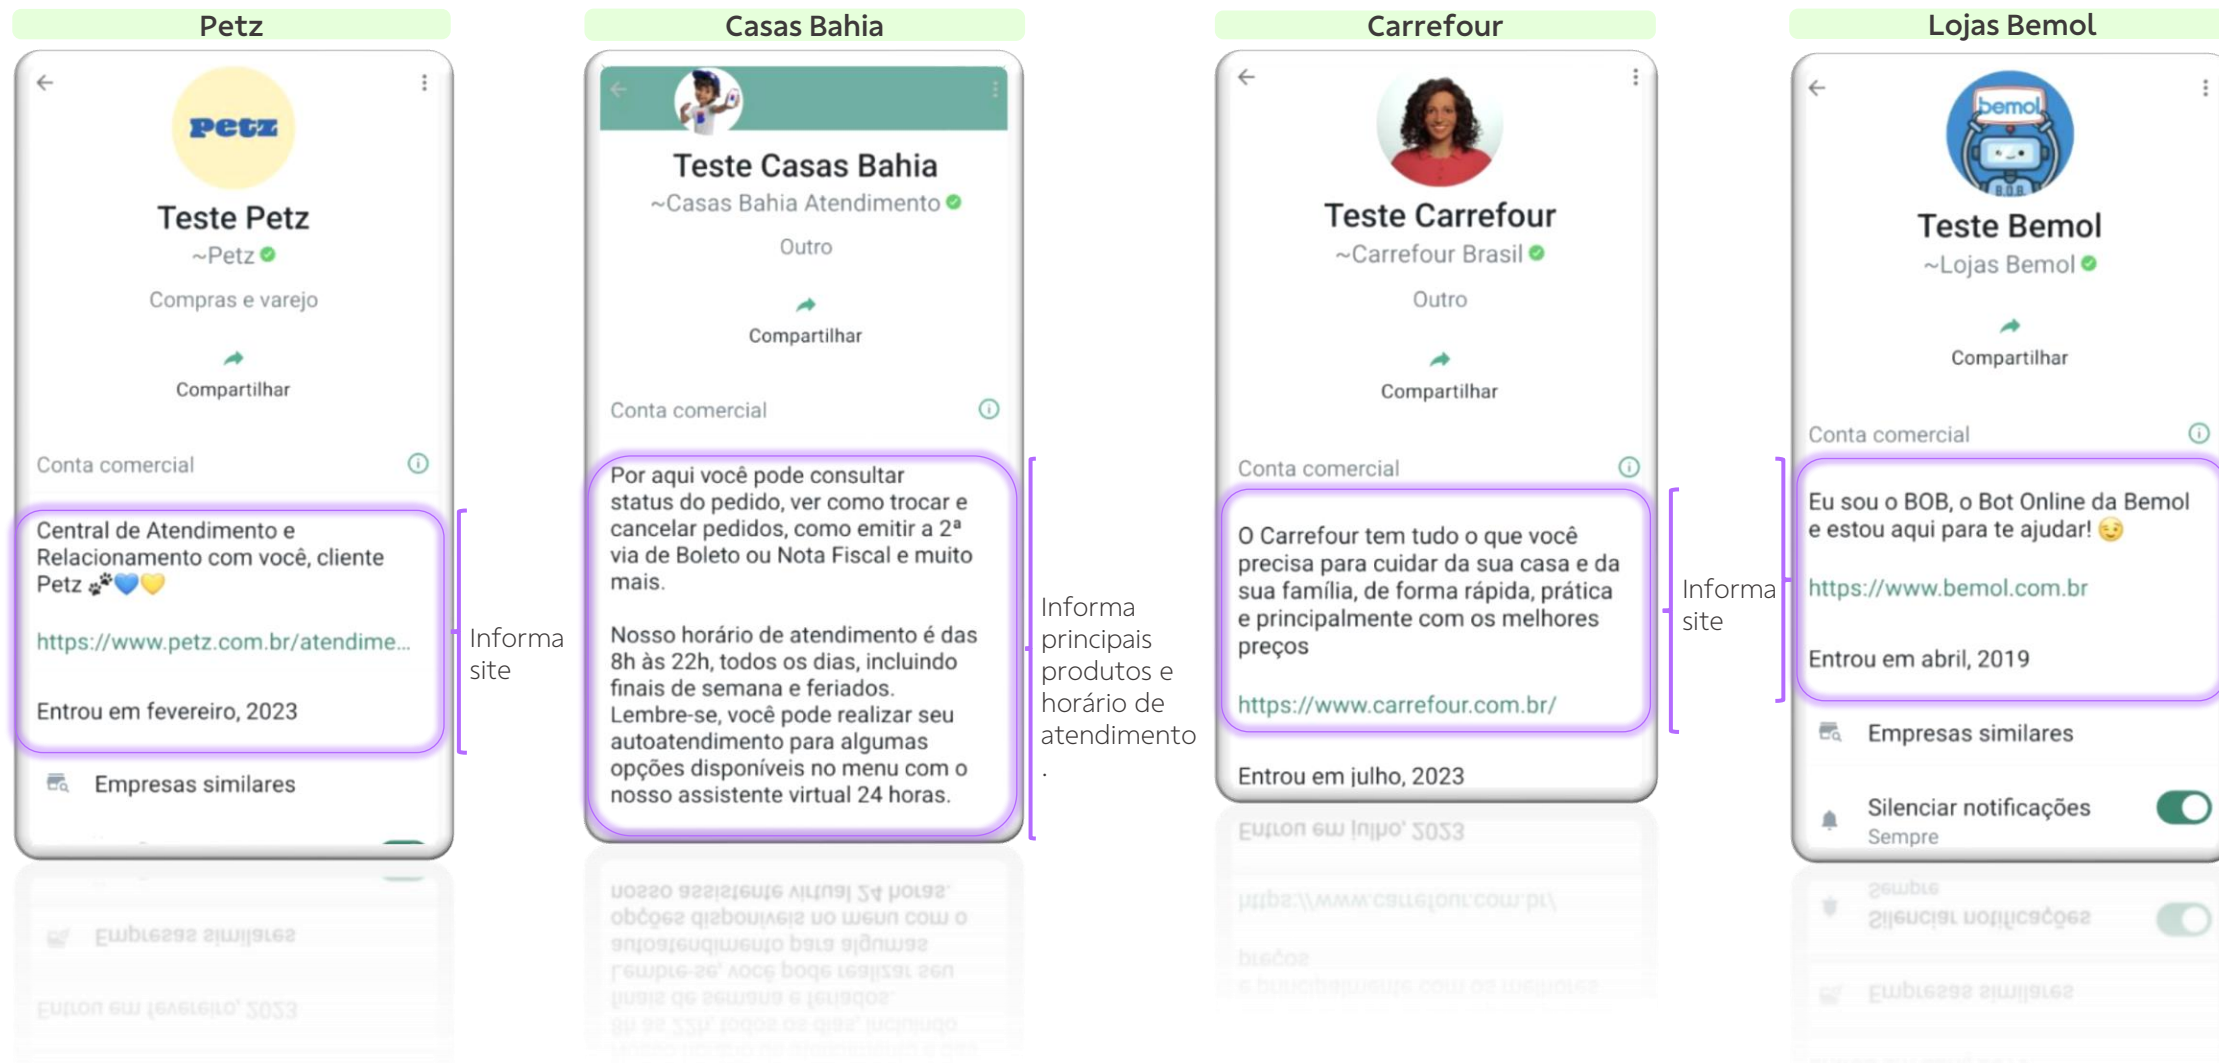 Petz
petz
Teste Petz
~Petz
Compras e varejo
Compartilhar
Conta comercial
Central de Atendimento e
Relacionamento com você, cliente
Petz 🐾💙💛
https://www.petz.com.br/atendime...
Entrou em fevereiro, 2023
Empresas similares
Informa
site
Casas Bahia
Teste Casas Bahia
~Casas Bahia Atendimento
Outro
Compartilhar
Conta comercial
Por aqui você pode consultar
status do pedido, ver como trocar e
cancelar pedidos, como emitir a 2ª
via de Boleto ou Nota Fiscal e muito
mais.
Nosso horário de atendimento é das
8h às 22h, todos os dias, incluindo
finais de semana e feriados.
Lembre-se, você pode realizar seu
autoatendimento para algumas
opções disponíveis no menu com o
nosso assistente virtual 24 horas.
Informa
principais
produtos e
horário de
atendimento
.
Carrefour
Teste Carrefour
~Carrefour Brasil
Outro
Compartilhar
Conta comercial
O Carrefour tem tudo o que você
precisa para cuidar da sua casa e da
sua família, de forma rápida, prática
e principalmente com os melhores
preços
https://www.carrefour.com.br/
Entrou em julho, 2023
Informa
site
Lojas Bemol
bemol
B.O.B.
Teste Bemol
~Lojas Bemol
Compartilhar
Conta comercial
Eu sou o BOB, o Bot Online da Bemol
e estou aqui para te ajudar! 😉
https://www.bemol.com.br
Entrou em abril, 2019
Empresas similares
Silenciar notificações
Sempre